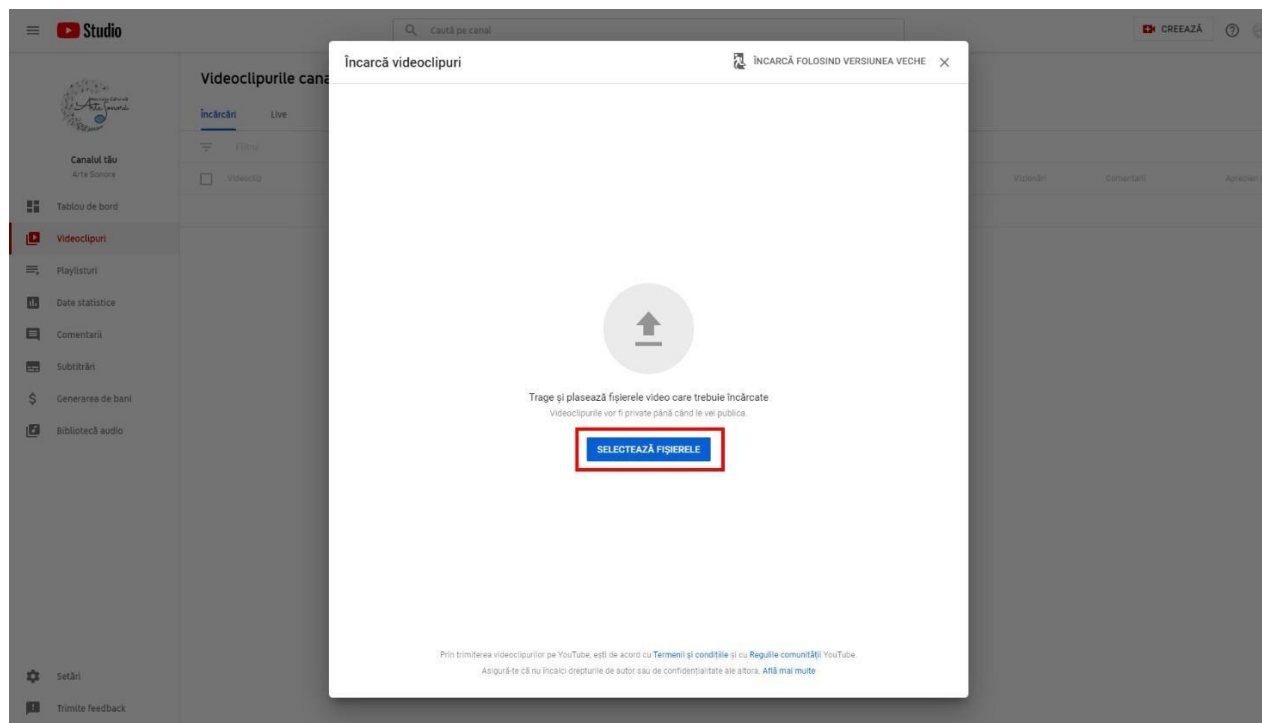 Studio
Caută pe canal
CREEAZĂ
Încarcă videoclipuri
ÎNCARCĂ FOLOSIND VERSIUNEA VECHE
Videoclipurile cana
Încărcări Live
Filtru
Videoclip
Vizionări Comentarii Aprecieri
Arte Sonora
Canalul tău
Arte Sonora
Tablou de bord
Videoclipuri
Playlisturi
Date statistice
Comentarii
Subtitrări
Generarea de bani
Bibliotecă audio
Setări
Trimite feedback
Trage și plasează fișierele video care trebuie încărcate
Videoclipurile vor fi private până când le vei publica.
SELECTEAZĂ FIȘIERELE
Prin trimiterea videoclipurilor pe YouTube, ești de acord cu Termenii și condițiile și cu Regulile comunității YouTube.
Asigură-te că nu încalci drepturile de autor sau de confidențialitate ale altora. Află mai multe